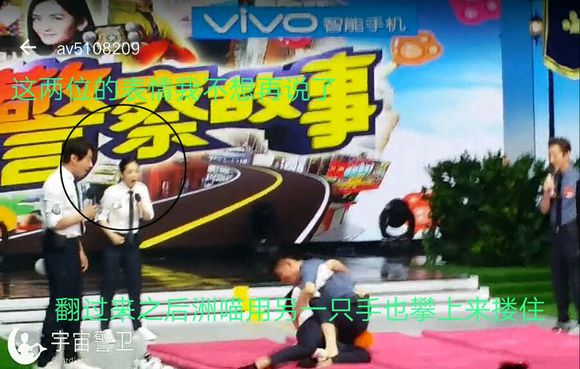 vivo 智能手机
av5108209
这两位的表情我不想再说了
警察故事
翻过来之后洲喵用另一只手也攀上来搂住
宇宙警卫